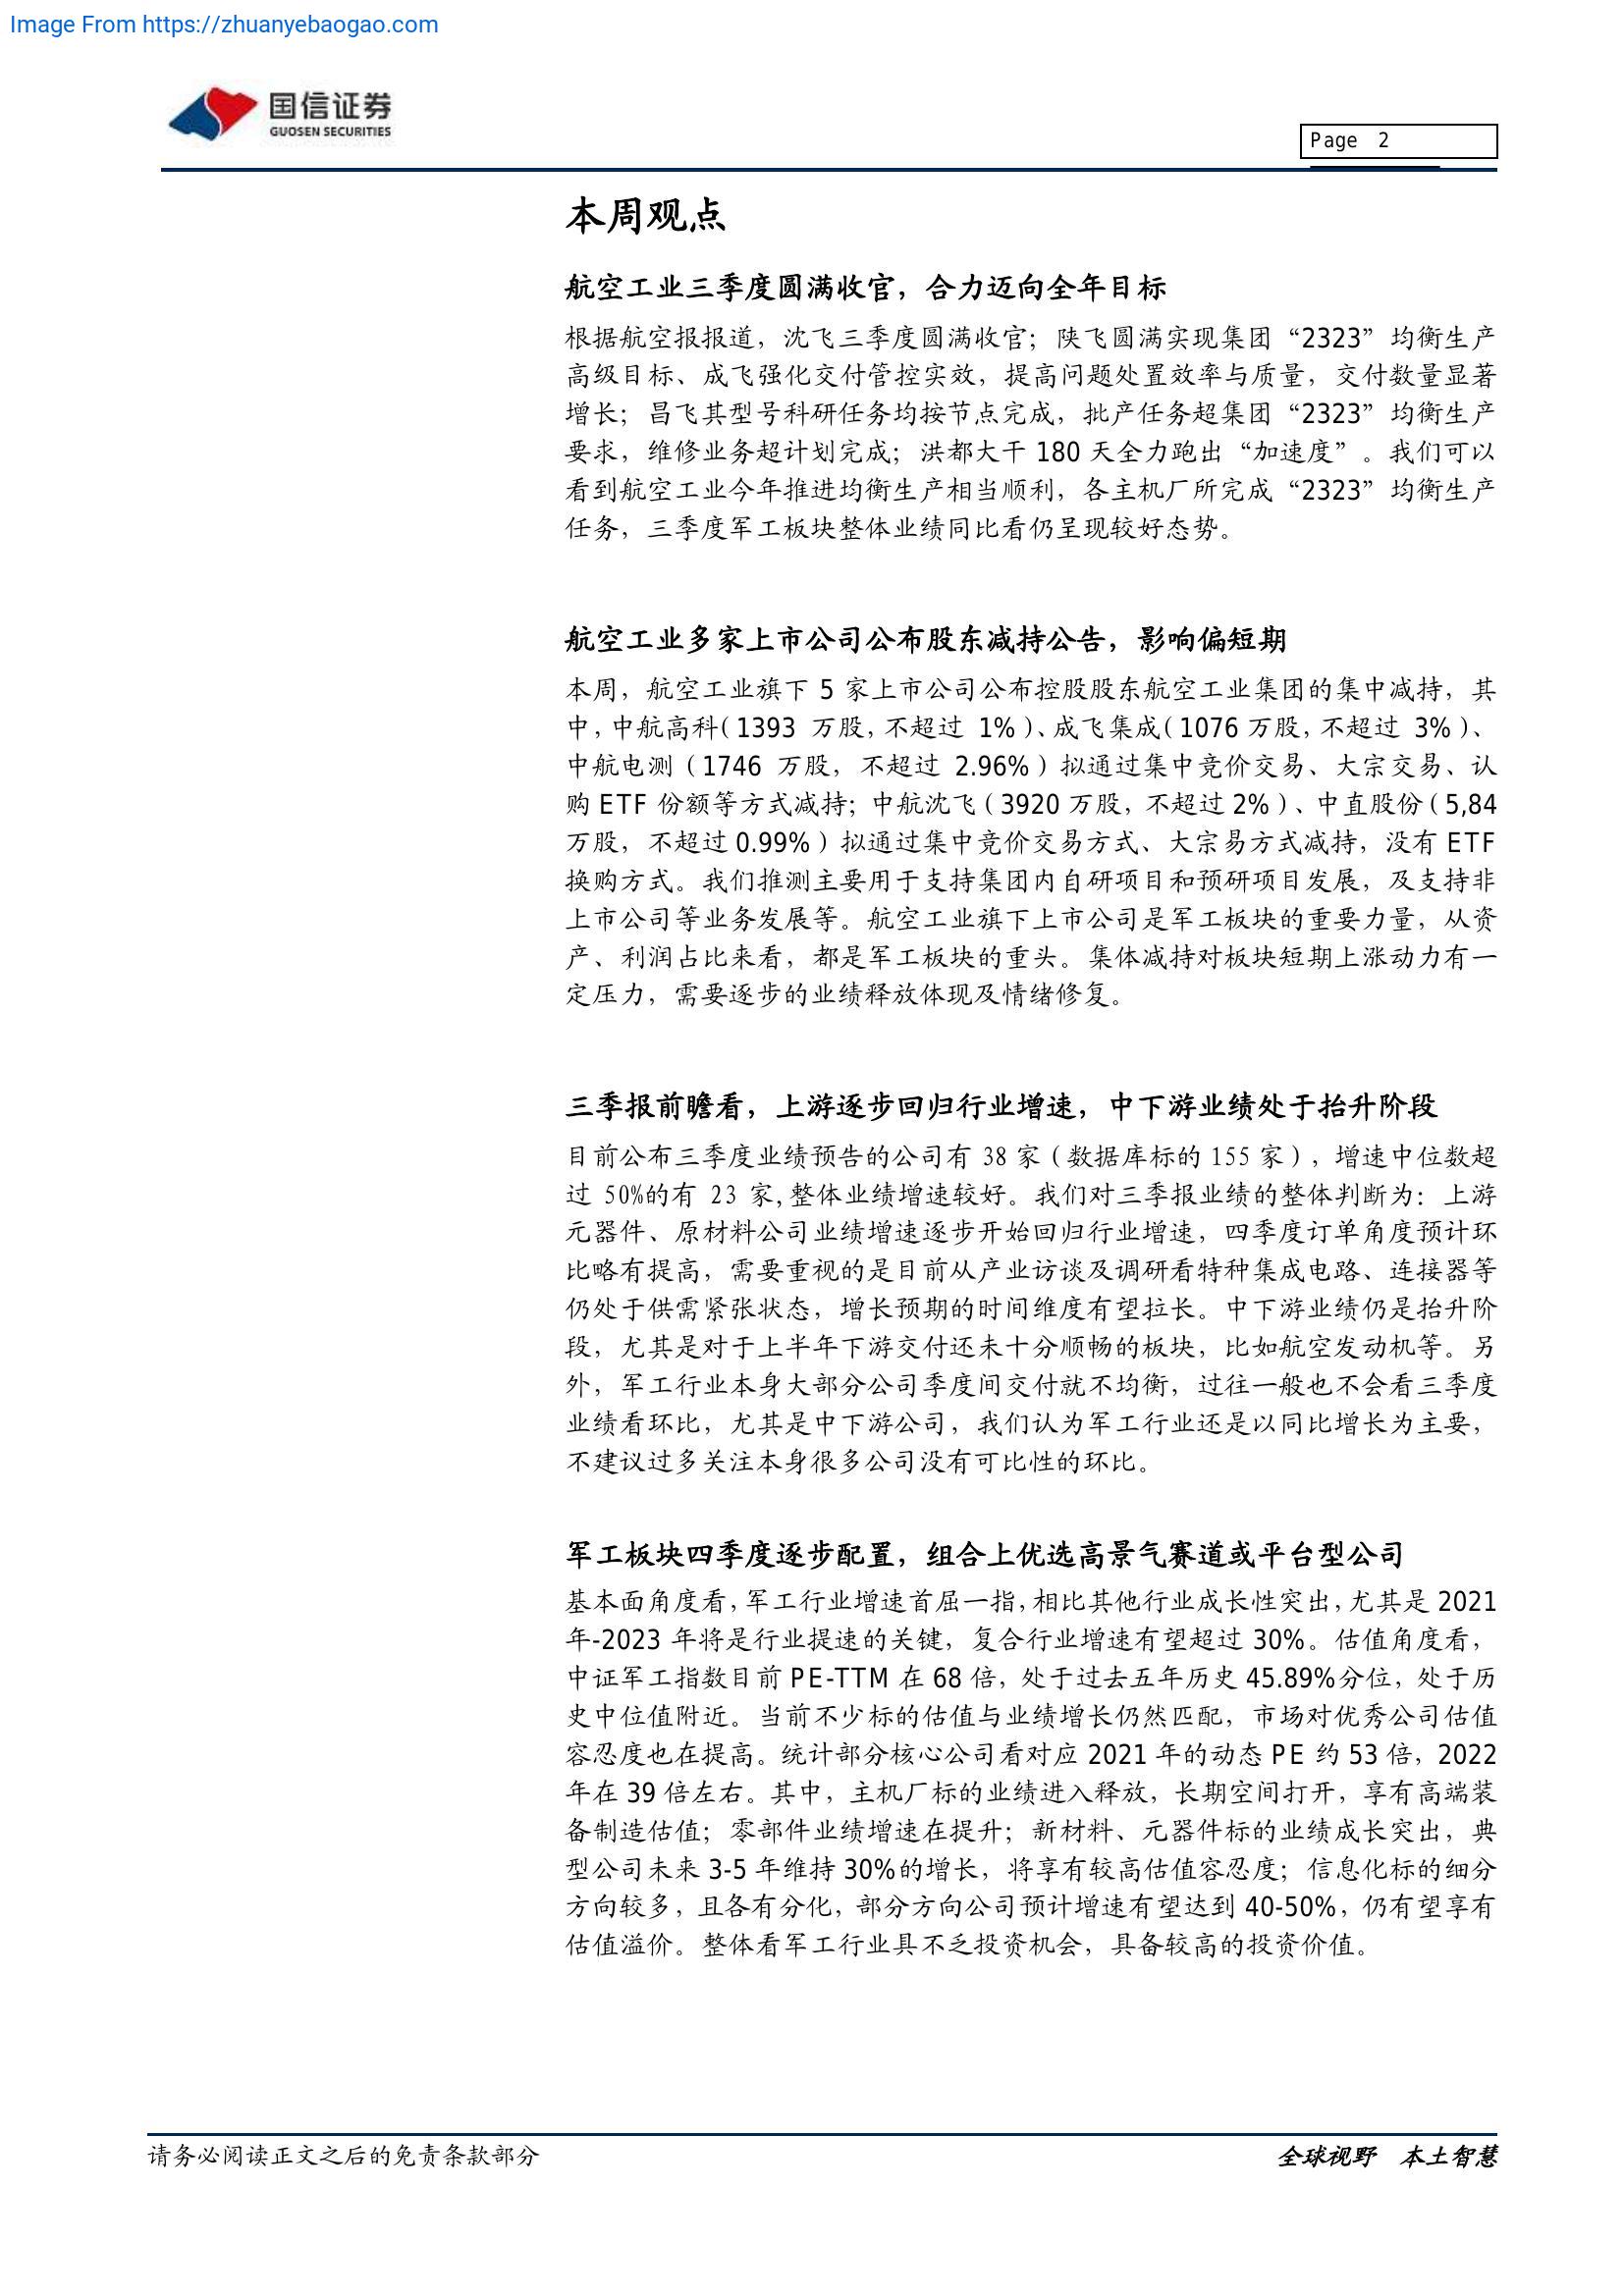 Image From https://zhuanyebaogao.com
国信证券
GUOSEN SECURITIES
Page 2
本周观点
航空工业三季度圆满收官，合力迈向全年目标
根据航空报报道，沈飞三季度圆满收官；陕飞圆满实现集团“2323”均衡生产
高级目标、成飞强化交付管控实效，提高问题处置效率与质量，交付数量显著
增长；昌飞其型号科研任务均按节点完成，批产任务超集团“2323”均衡生产
要求，维修业务超计划完成；洪都大干 180 天全力跑出“加速度”。我们可以
看到航空工业今年推进均衡生产相当顺利，各主机厂所完成“2323”均衡生产
任务，三季度军工板块整体业绩同比看仍呈现较好态势。
航空工业多家上市公司公布股东减持公告，影响偏短期
本周，航空工业旗下 5 家上市公司公布控股股东航空工业集团的集中减持，其
中，中航高科（1393 万股，不超过 1%）、成飞集成（1076 万股，不超过 3%）、
中航电测（1746 万股，不超过 2.96%）拟通过集中竞价交易、大宗交易、认
购 ETF 份额等方式减持；中航沈飞（3920 万股，不超过 2%）、中直股份（5,84
万股，不超过 0.99%）拟通过集中竞价交易方式、大宗易方式减持，没有 ETF
换购方式。我们推测主要用于支持集团内自研项目和预研项目发展，及支持非
上市公司等业务发展等。航空工业旗下上市公司是军工板块的重要力量，从资
产、利润占比来看，都是军工板块的重头。集体减持对板块短期上涨动力有一
定压力，需要逐步的业绩释放体现及情绪修复。
三季报前瞻看，上游逐步回归行业增速，中下游业绩处于抬升阶段
目前公布三季度业绩预告的公司有 38 家（数据库标的 155 家），增速中位数超
过 50%的有 23 家,整体业绩增速较好。我们对三季报业绩的整体判断为：上游
元器件、原材料公司业绩增速逐步开始回归行业增速，四季度订单角度预计环
比略有提高，需要重视的是目前从产业访谈及调研看特种集成电路、连接器等
仍处于供需紧张状态，增长预期的时间维度有望拉长。中下游业绩仍是抬升阶
段，尤其是对于上半年下游交付还未十分顺畅的板块，比如航空发动机等。另
外，军工行业本身大部分公司季度间交付就不均衡，过往一般也不会看三季度
业绩看环比，尤其是中下游公司，我们认为军工行业还是以同比增长为主要，
不建议过多关注本身很多公司没有可比性的环比。
军工板块四季度逐步配置，组合上优选高景气赛道或平台型公司
基本面角度看，军工行业增速首屈一指，相比其他行业成长性突出，尤其是 2021
年-2023 年将是行业提速的关键，复合行业增速有望超过 30%。估值角度看，
中证军工指数目前 PE-TTM 在 68 倍，处于过去五年历史 45.89%分位，处于历
史中位值附近。当前不少标的估值与业绩增长仍然匹配，市场对优秀公司估值
容忍度也在提高。统计部分核心公司看对应 2021 年的动态 PE 约 53 倍，2022
年在 39 倍左右。其中，主机厂标的业绩进入释放，长期空间打开，享有高端装
备制造估值；零部件业绩增速在提升；新材料、元器件标的业绩成长突出，典
型公司未来 3-5 年维持 30%的增长，将享有较高估值容忍度；信息化标的细分
方向较多，且各有分化，部分方向公司预计增速有望达到 40-50%，仍有望享有
估值溢价。整体看军工行业具不乏投资机会，具备较高的投资价值。
请务必阅读正文之后的免责条款部分
全球视野 本土智慧